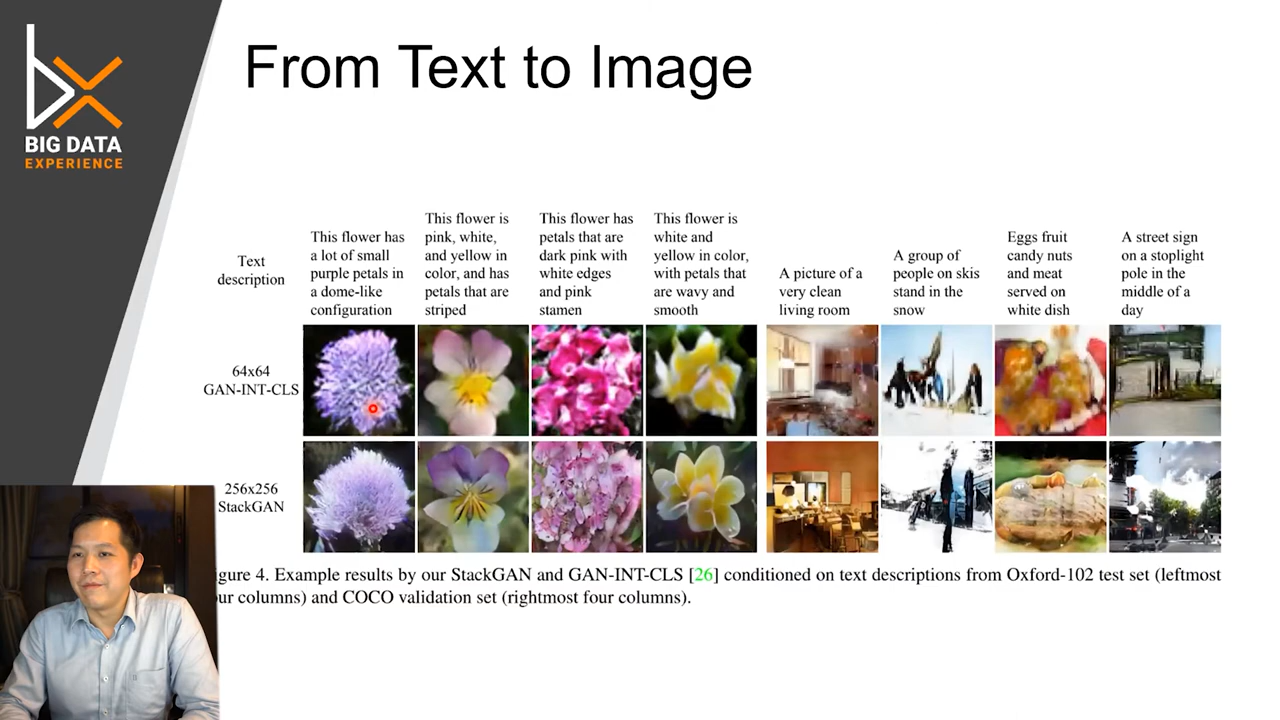 BIG DATA
EXPERIENCE
From Text to Image
Text
description
This flower has
a lot of small
purple petals in
a dome-like
configuration
This flower is
pink, white,
and yellow in
color, and has
petals that are
striped
This flower has
petals that are
dark pink with
white edges
and pink
stamen
This flower is
white and
yellow in color,
with petals that
are wavy and
smooth
A picture of a
very clean
living room
A group of
people on skis
stand in the
snow
Eggs fruit
candy nuts
and meat
served on
white dish
A street sign
on a stoplight
pole in the
middle of a
day
64x64
GAN-INT-CLS
256x256
StackGAN
igure 4. Example results by our StackGAN and GAN-INT-CLS [26] conditioned on text descriptions from Oxford-102 test set (leftmost
ur columns) and COCO validation set (rightmost four columns).